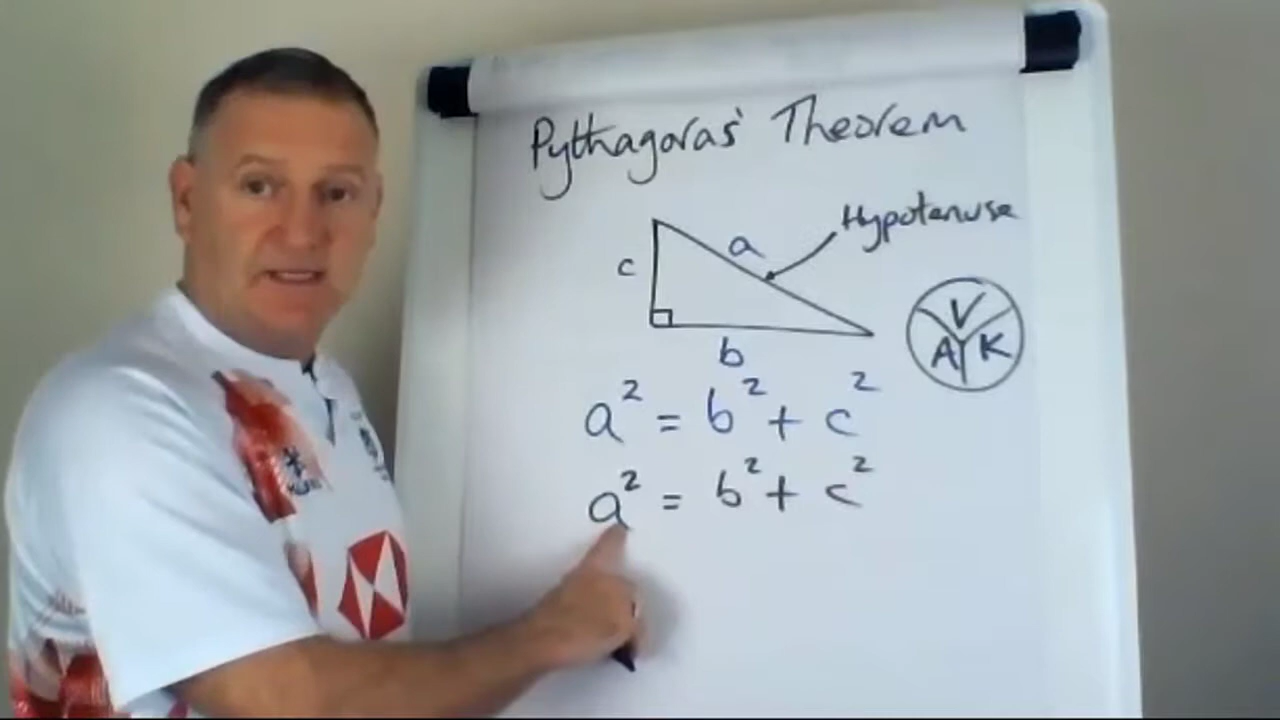 Pythagoras' Theorem
Hypotenuse
a
c
b
V
A K
a² = b² + c²
a² = b² + c²